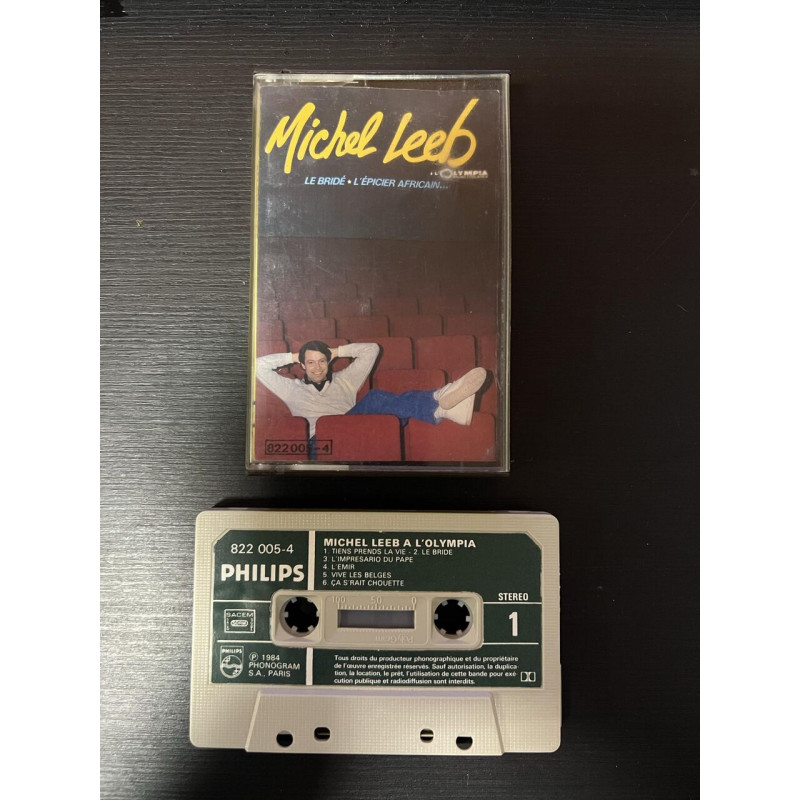 Michel Leeb
A L'OLYMPIA
LE BRIDÉ • L'ÉPICIER AFRICAIN...
822 005-4
822 005-4
PHILIPS
MICHEL LEEB A L'OLYMPIA
1. TIENS PRENDS LA VIE - 2. LE BRIDE
3 L'IMPRESARIO DU PAPE
4. L'EMIR
5 VIVE LES BELGES
6. ÇA S'RAIT CHOUETTE
STEREO
1
100 50 0
SACEM
PHILIPS
℗ 1984
PHONOGRAM
S.A., PARIS
Tous droits du producteur phonographique et du propriétaire
de l'œuvre enregistrée réservés. Sauf autorisation, la duplica-
tion, la location, le prêt, l'utilisation de cette bande pour exé
cution publique et radiodiffusion sont interdits.